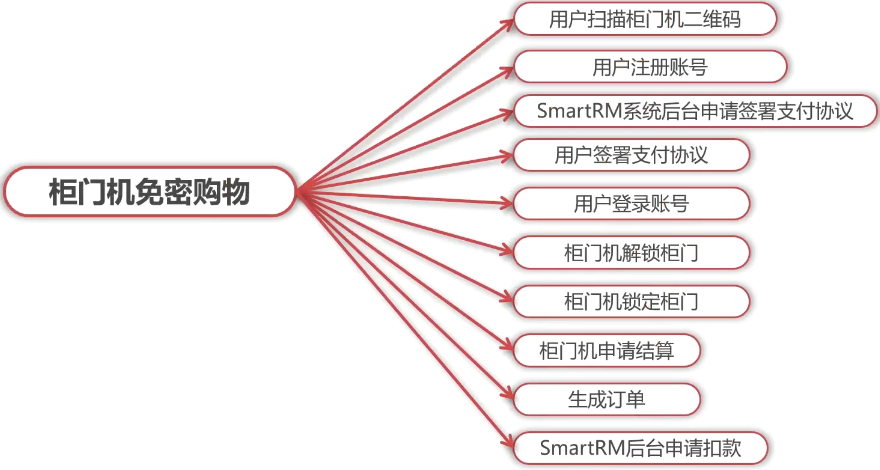 用户扫描柜门机二维码
用户注册账号
SmartRM系统后台申请签署支付协议
用户签署支付协议
柜门机免密购物
用户登录账号
柜门机解锁柜门
柜门机锁定柜门
柜门机申请结算
生成订单
SmartRM后台申请扣款